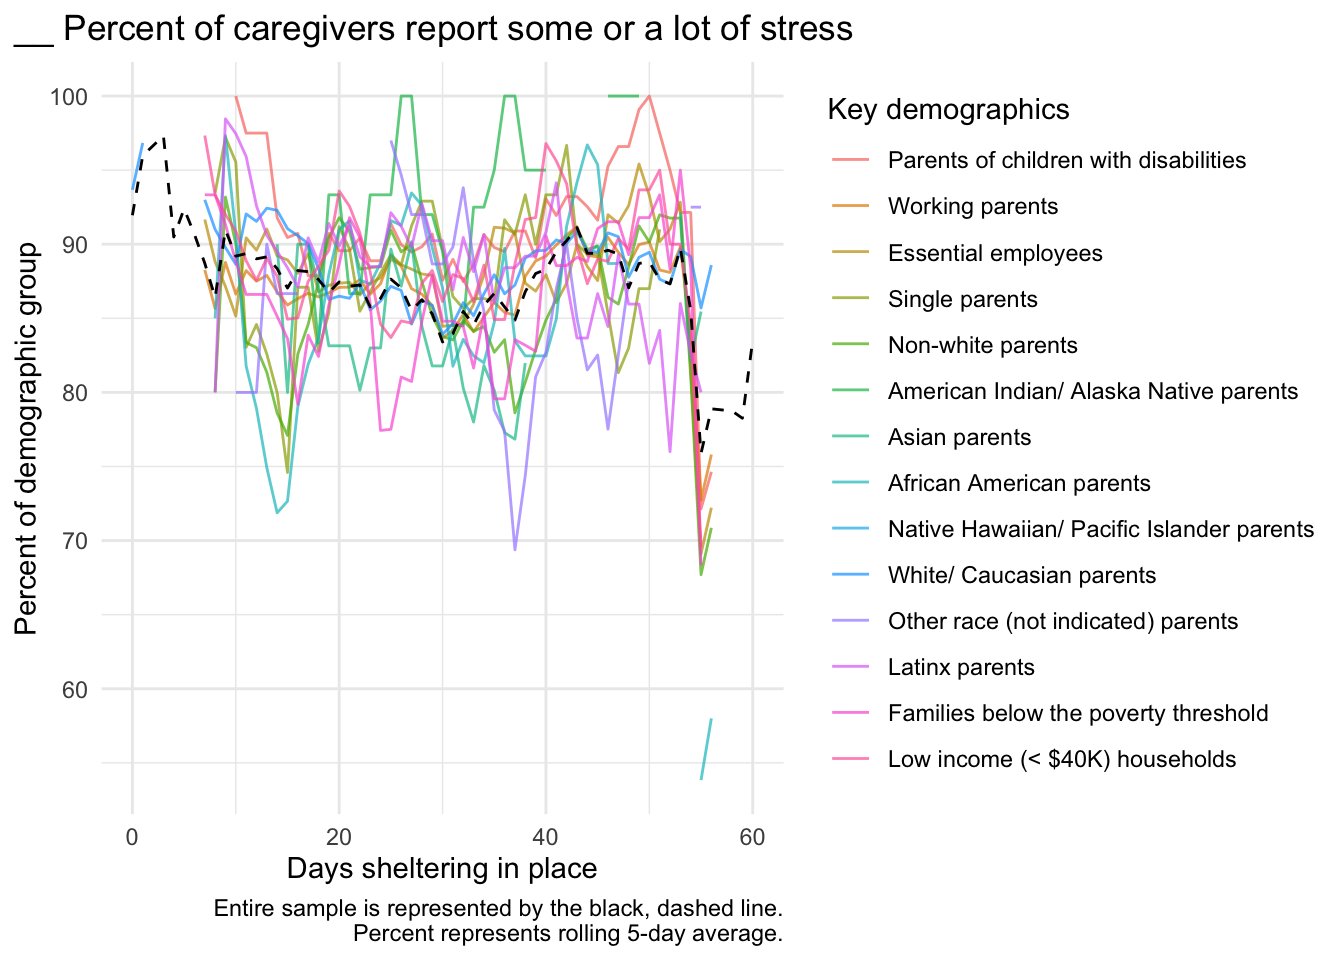 __ Percent of caregivers report some or a lot of stress
Percent of demographic group
100
90
80
70
60
0
20
40
60
Days sheltering in place
Entire sample is represented by the black, dashed line.
Percent represents rolling 5-day average.
Key demographics
Parents of children with disabilities
Working parents
Essential employees
Single parents
Non-white parents
American Indian/ Alaska Native parents
Asian parents
African American parents
Native Hawaiian/ Pacific Islander parents
White/ Caucasian parents
Other race (not indicated) parents
Latinx parents
Families below the poverty threshold
Low income (< $40K) households